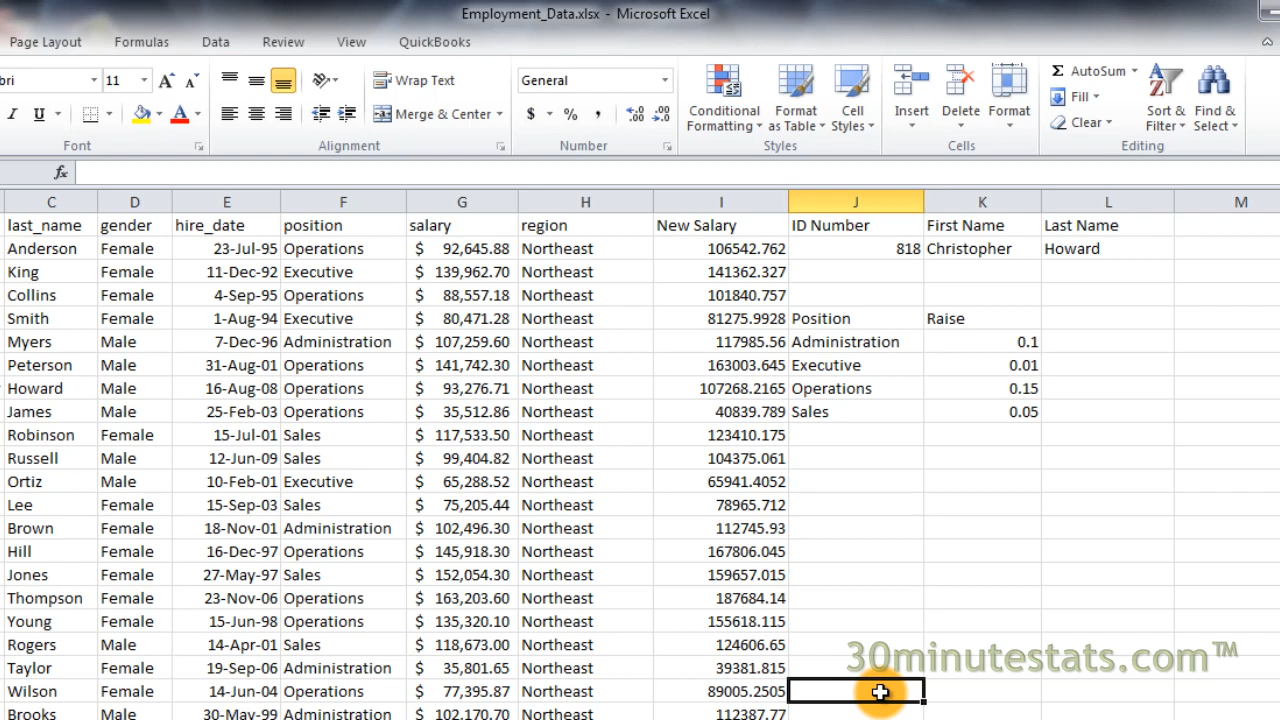 Employment_Data.xlsx - Microsoft Excel
Page Layout Formulas Data Review View QuickBooks
11 A A Wrap Text General Σ AutoSum
Conditional Formatting Format as Table Cell Styles Insert Delete Format Fill Sort & Filter Find & Select
I U A Merge & Center $ % , .0 .00 .00 .0 Clear
Font Alignment Number Styles Cells Editing
fx
C D E F G H I J K L M
last_name gender hire_date position salary region New Salary ID Number First Name Last Name
Anderson Female 23-Jul-95 Operations $ 92,645.88 Northeast 106542.762 818 Christopher Howard
King Female 11-Dec-92 Executive $ 139,962.70 Northeast 141362.327
Collins Female 4-Sep-95 Operations $ 88,557.18 Northeast 101840.757
Smith Female 1-Aug-94 Executive $ 80,471.28 Northeast 81275.9928 Position Raise
Myers Male 7-Dec-96 Administration $ 107,259.60 Northeast 117985.56 Administration 0.1
Peterson Male 31-Aug-01 Operations $ 141,742.30 Northeast 163003.645 Executive 0.01
Howard Male 16-Aug-08 Operations $ 93,276.71 Northeast 107268.2165 Operations 0.15
James Male 25-Feb-03 Operations $ 35,512.86 Northeast 40839.789 Sales 0.05
Robinson Female 15-Jul-01 Sales $ 117,533.50 Northeast 123410.175
Russell Male 12-Jun-09 Sales $ 99,404.82 Northeast 104375.061
Ortiz Male 10-Feb-01 Executive $ 65,288.52 Northeast 65941.4052
Lee Female 15-Sep-03 Sales $ 75,205.44 Northeast 78965.712
Brown Female 18-Nov-01 Administration $ 102,496.30 Northeast 112745.93
Hill Female 16-Dec-97 Operations $ 145,918.30 Northeast 167806.045
Jones Female 27-May-97 Sales $ 152,054.30 Northeast 159657.015
Thompson Female 23-Nov-06 Operations $ 163,203.60 Northeast 187684.14
Young Female 15-Jun-98 Operations $ 135,320.10 Northeast 155618.115
Rogers Male 14-Apr-01 Sales $ 118,673.00 Northeast 124606.65
Taylor Female 19-Sep-06 Administration $ 35,801.65 Northeast 39381.815
Wilson Female 14-Jun-04 Operations $ 77,395.87 Northeast 89005.2505
Brooks Male 30-May-99 Administration $ 102,170.70 Northeast 112387.77
30minutestats.com™